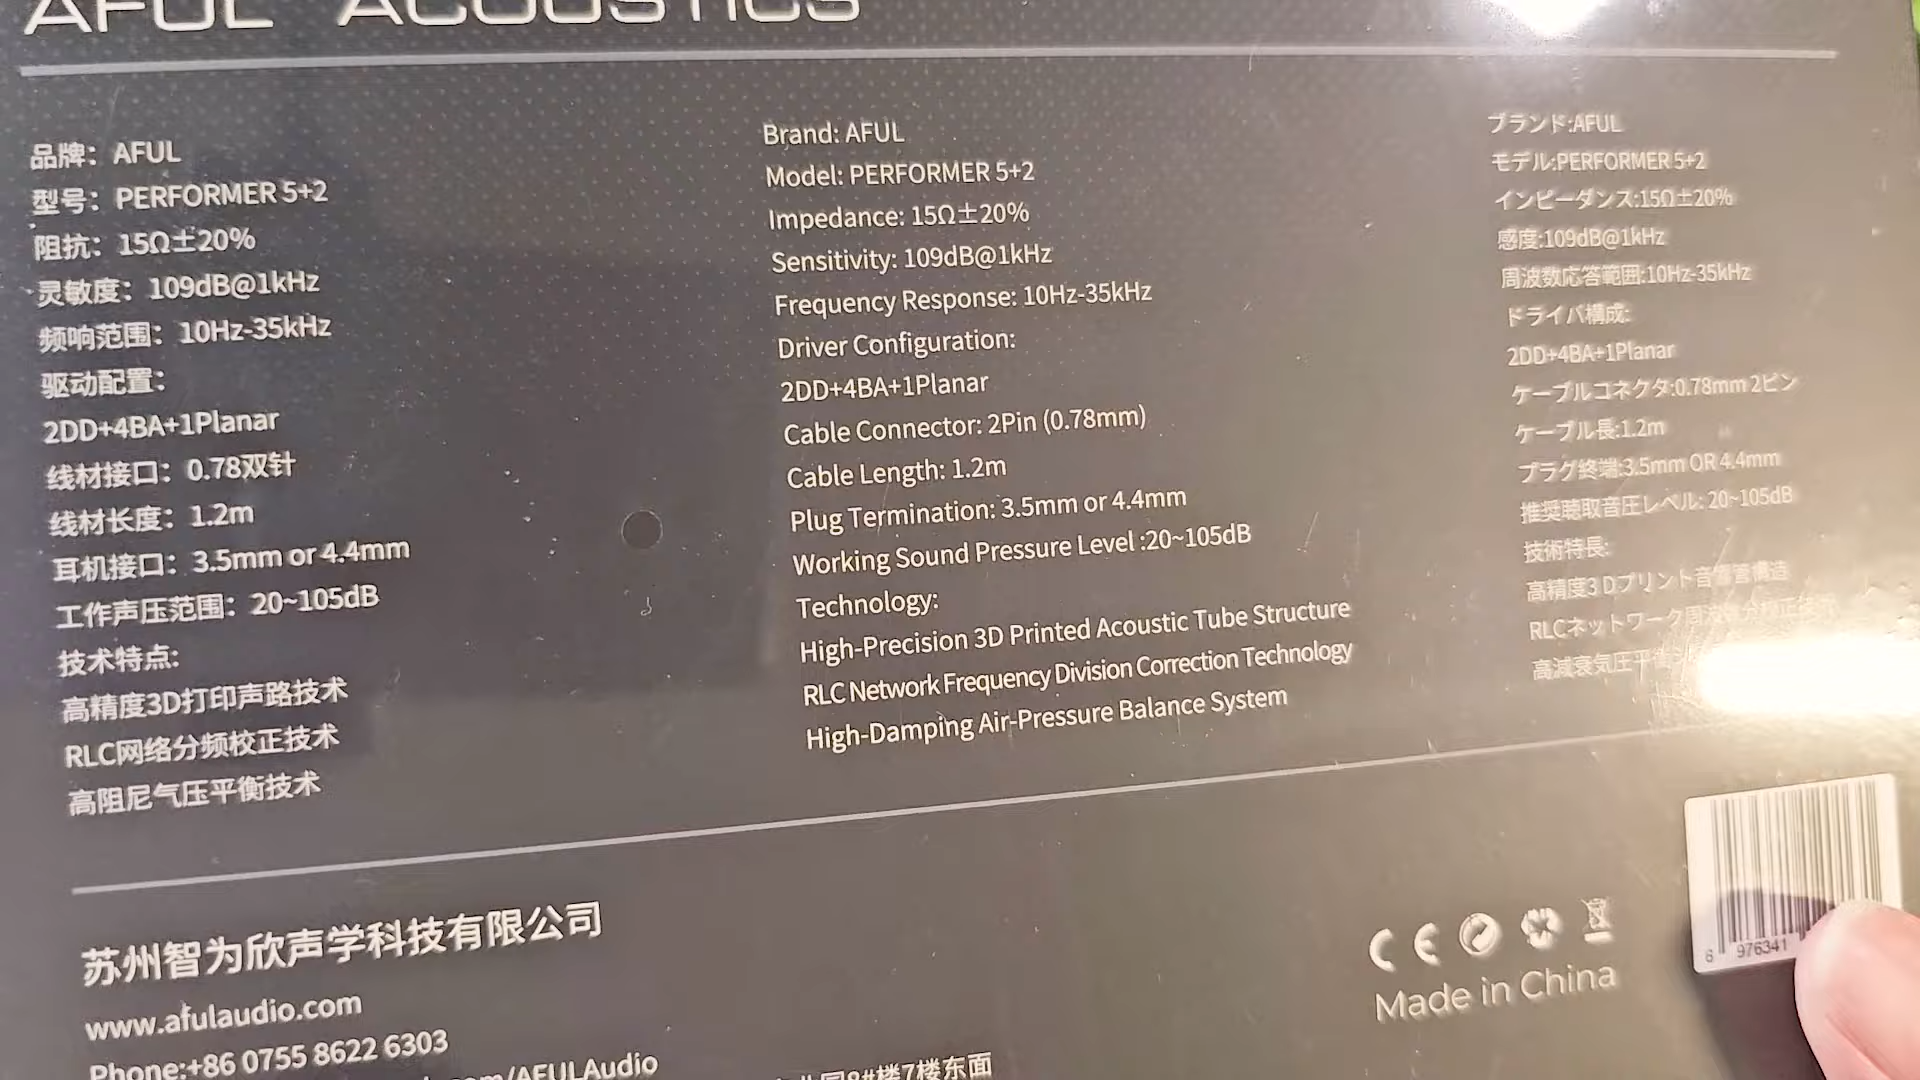 AFUL ACOUSTICS
品牌：AFUL
型号：PERFORMER 5+2
阻抗：15Ω±20%
灵敏度：109dB@1kHz
频响范围：10Hz-35kHz
驱动配置：
2DD+4BA+1Planar
线材接口：0.78双针
线材长度：1.2m
耳机接口：3.5mm or 4.4mm
工作声压范围：20~105dB
技术特点:
高精度3D打印声路技术
RLC网络分频校正技术
高阻尼气压平衡技术
Brand: AFUL
Model: PERFORMER 5+2
Impedance: 15Ω±20%
Sensitivity: 109dB@1kHz
Frequency Response: 10Hz-35kHz
Driver Configuration:
2DD+4BA+1Planar
Cable Connector: 2Pin (0.78mm)
Cable Length: 1.2m
Plug Termination: 3.5mm or 4.4mm
Working Sound Pressure Level :20~105dB
Technology:
High-Precision 3D Printed Acoustic Tube Structure
RLC Network Frequency Division Correction Technology
High-Damping Air-Pressure Balance System
ブランド:AFUL
モデル:PERFORMER 5+2
インピーダンス:15Ω±20%
感度:109dB@1kHz
周波数応答範囲:10Hz-35kHz
ドライバ構成:
2DD+4BA+1Planar
ケーブルコネクタ:0.78mm 2ピン
ケーブル長:1.2m
プラグ終端:3.5mm OR 4.4mm
推奨聴取音圧レベル: 20~105dB
技術特長:
高精度3Dプリント音響管構造
RLCネットワーク
高減衰気圧平衡
苏州智为欣声学科技有限公司
www.afulaudio.com
Phone:+86 0755 8622 6303
/AFULAudio
8#楼7楼东面
CE
Made in China
6 976341